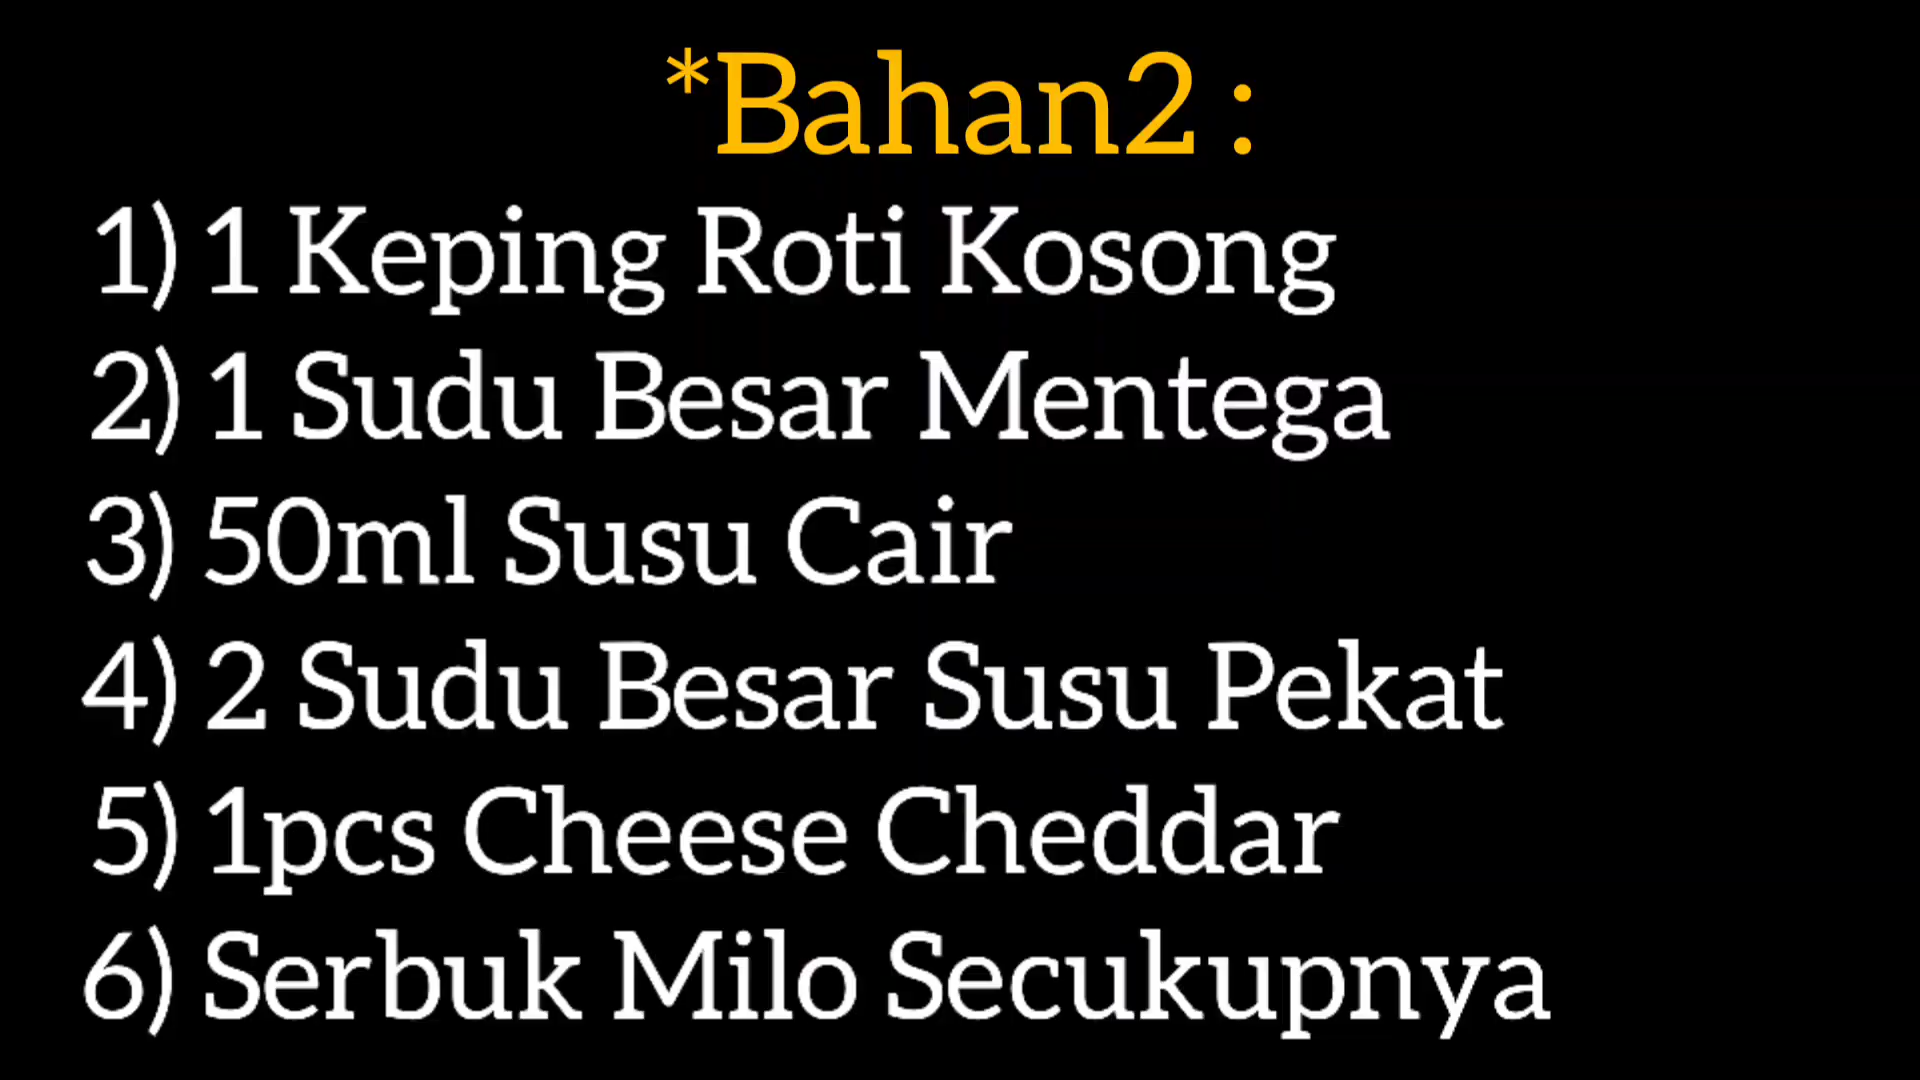 *Bahan2 :
1) 1 Keping Roti Kosong
2) 1 Sudu Besar Mentega
3) 50ml Susu Cair
4) 2 Sudu Besar Susu Pekat
5) 1pcs Cheese Cheddar
6) Serbuk Milo Secukupnya